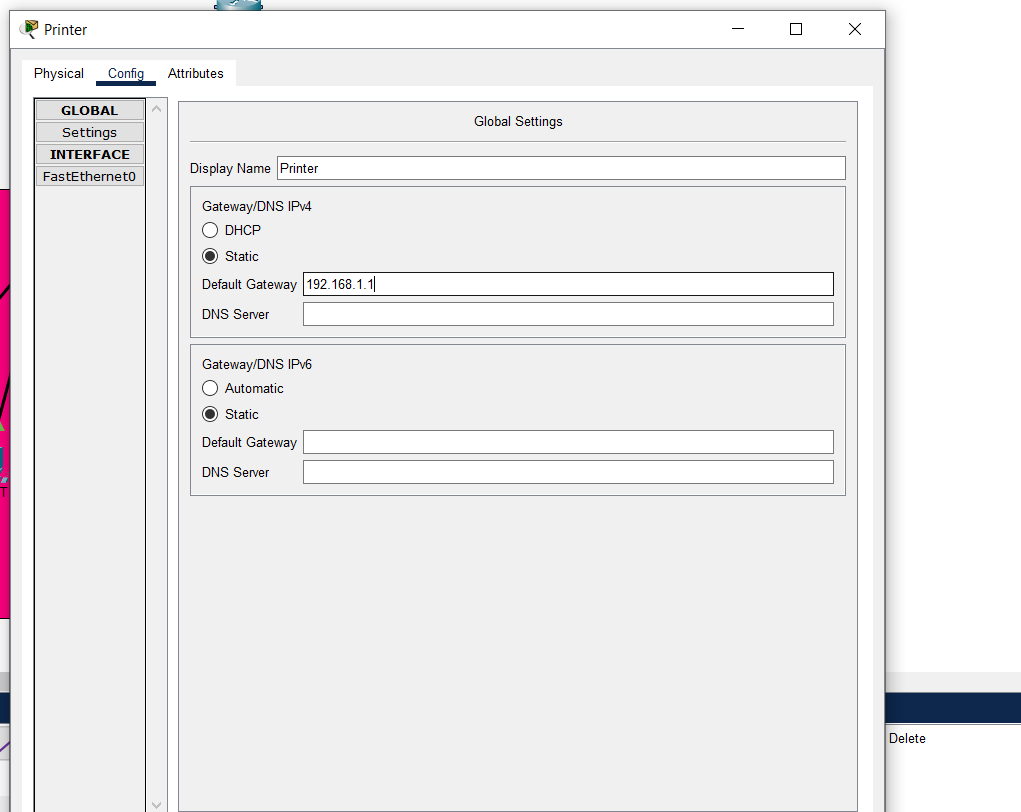 Printer
Physical Config Attributes
GLOBAL
Settings
INTERFACE
FastEthernet0
Global Settings
Display Name Printer
Gateway/DNS IPv4
DHCP
Static
Default Gateway 192.168.1.1
DNS Server
Gateway/DNS IPv6
Automatic
Static
Default Gateway
DNS Server
T
Delete